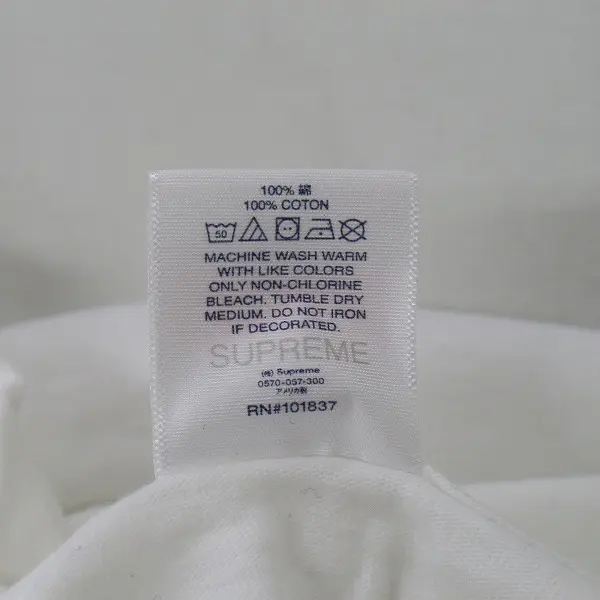 100% 綿
100% COTON
50
MACHINE WASH WARM
WITH LIKE COLORS
ONLY NON-CHLORINE
BLEACH. TUMBLE DRY
MEDIUM. DO NOT IRON
IF DECORATED.
SUPREME
(株) Supreme
0570-057-300
アメリカ製
RN#101837